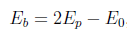 E_b = 2E_p − E_0